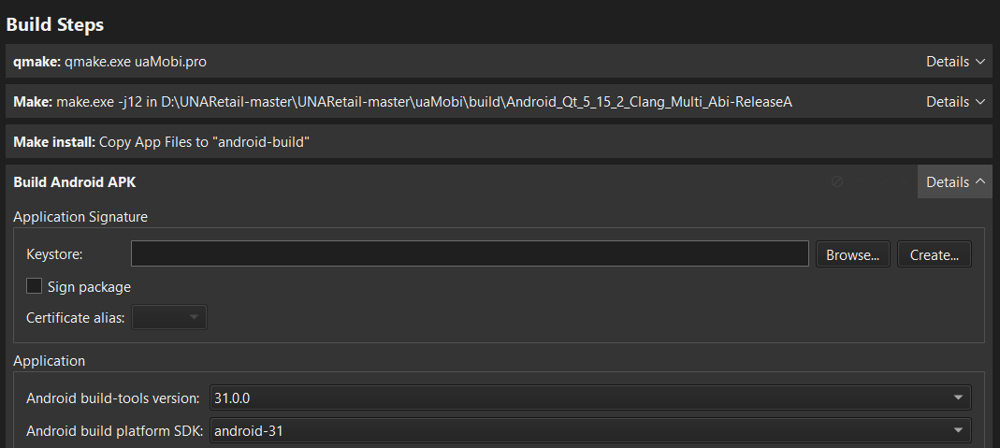 Build Steps
qmake: qmake.exe uaMobi.pro Details
Make: make.exe -j12 in D:\UNARetail-master\UNARetail-master\uaMobi\build\Android_Qt_5_15_2_Clang_Multi_Abi-ReleaseA Details
Make install: Copy App Files to "android-build"
Build Android APK Details
Application Signature
Keystore: Browse... Create...
Sign package
Certificate alias:
Application
Android build-tools version: 31.0.0
Android build platform SDK: android-31